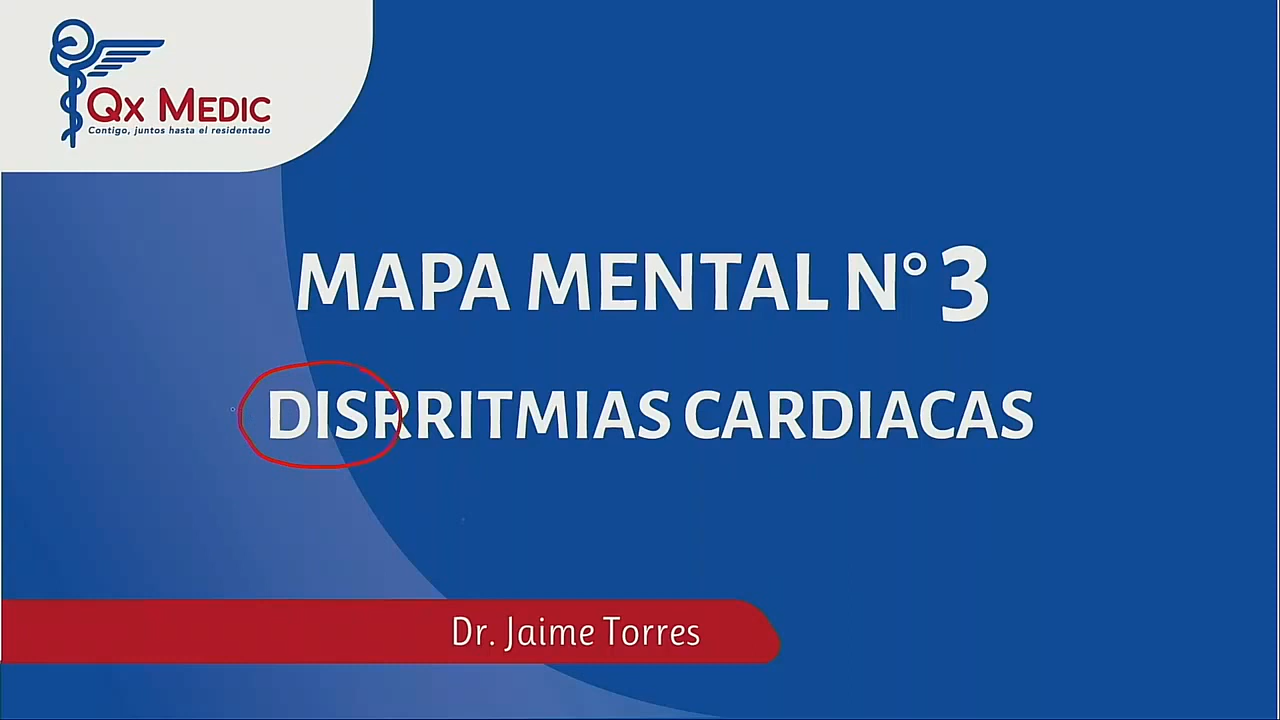 Qx MEDIC
Contigo, juntos hasta el residentado
MAPA MENTAL N° 3
DISRRITMIAS CARDIACAS
Dr. Jaime Torres